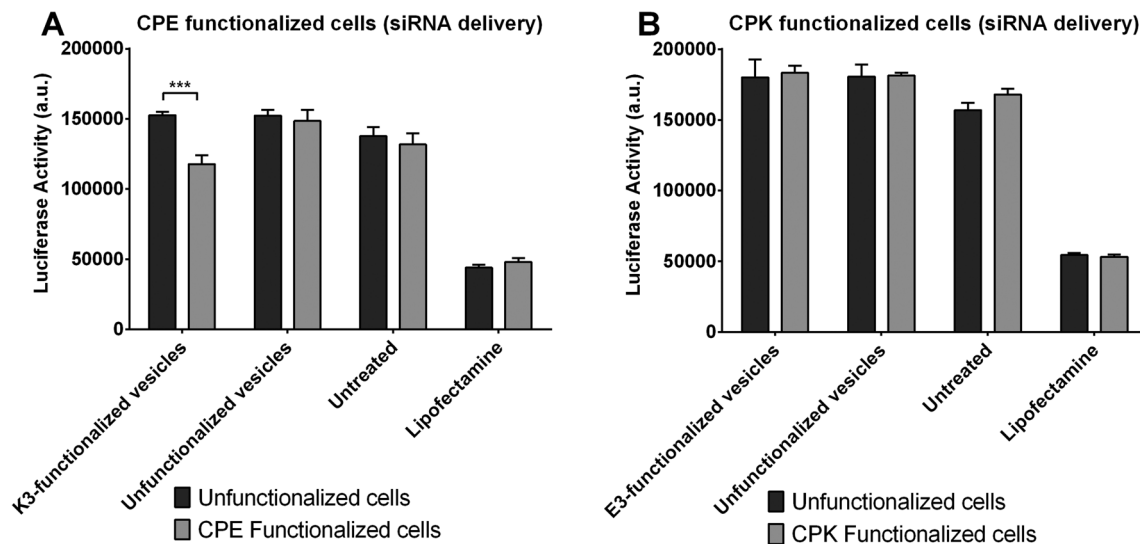 A
CPE functionalized cells (siRNA delivery)
Luciferase Activity (a.u.)
200000
150000
100000
50000
0
***
K3-functionalized vesicles
Unfunctionalized vesicles
Untreated
Lipofectamine
Unfunctionalized cells
CPE Functionalized cells
B
CPK functionalized cells (siRNA delivery)
Luciferase Activity (a.u.)
200000
150000
100000
50000
0
E3-functionalized vesicles
Unfunctionalized vesicles
Untreated
Lipofectamine
Unfunctionalized cells
CPK Functionalized cells